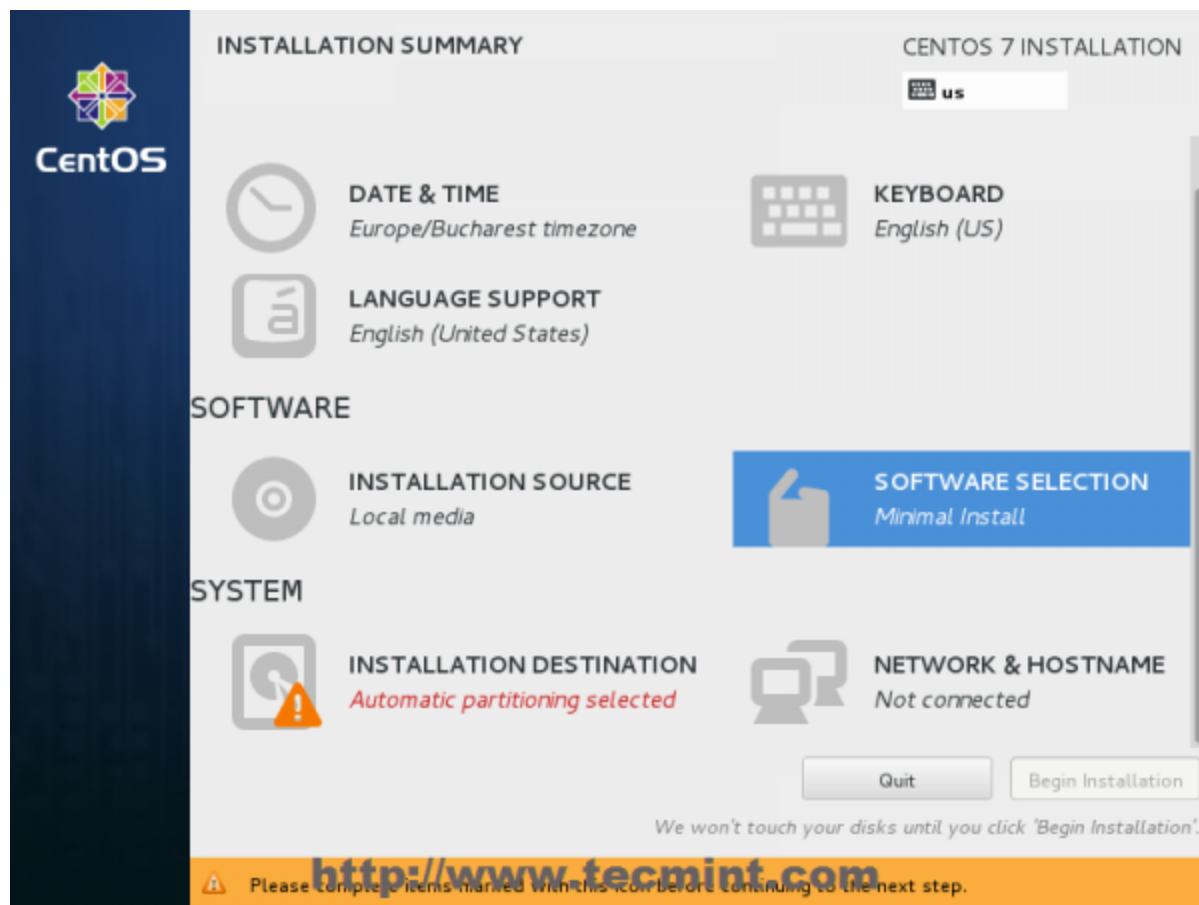 INSTALLATION SUMMARY
CENTOS 7 INSTALLATION
us
CentOS
DATE & TIME
Europe/Bucharest timezone
KEYBOARD
English (US)
á
LANGUAGE SUPPORT
English (United States)
SOFTWARE
INSTALLATION SOURCE
Local media
SOFTWARE SELECTION
Minimal Install
SYSTEM
INSTALLATION DESTINATION
Automatic partitioning selected
NETWORK & HOSTNAME
Not connected
Quit
Begin Installation
We won't touch your disks until you click 'Begin Installation'.
Please complete items marked with this icon before continuing to the next step.
http://www.tecmint.com